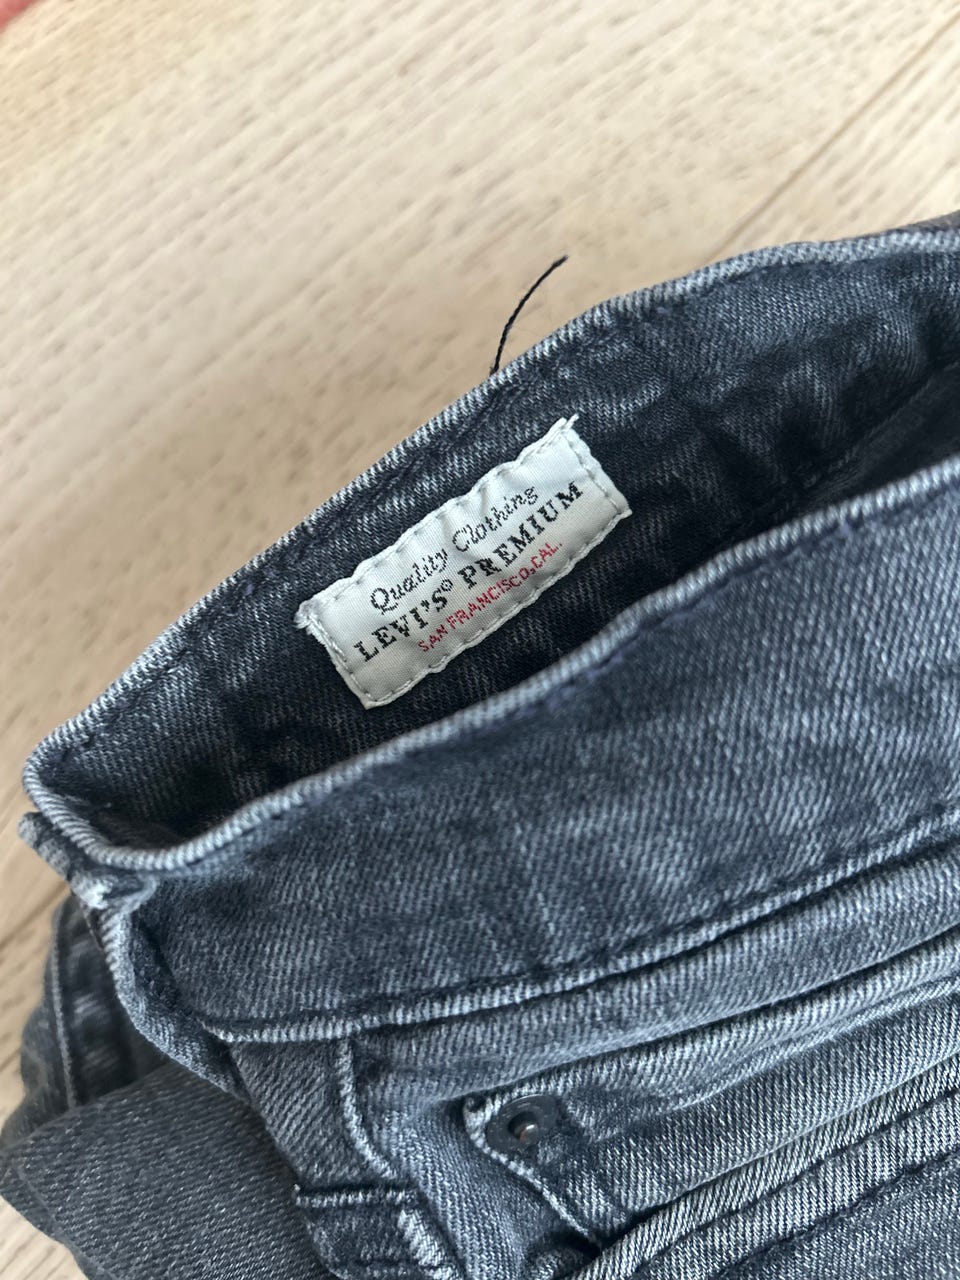 Quality Clothing
LEVI'S® PREMIUM
SAN FRANCISCO,CAL.